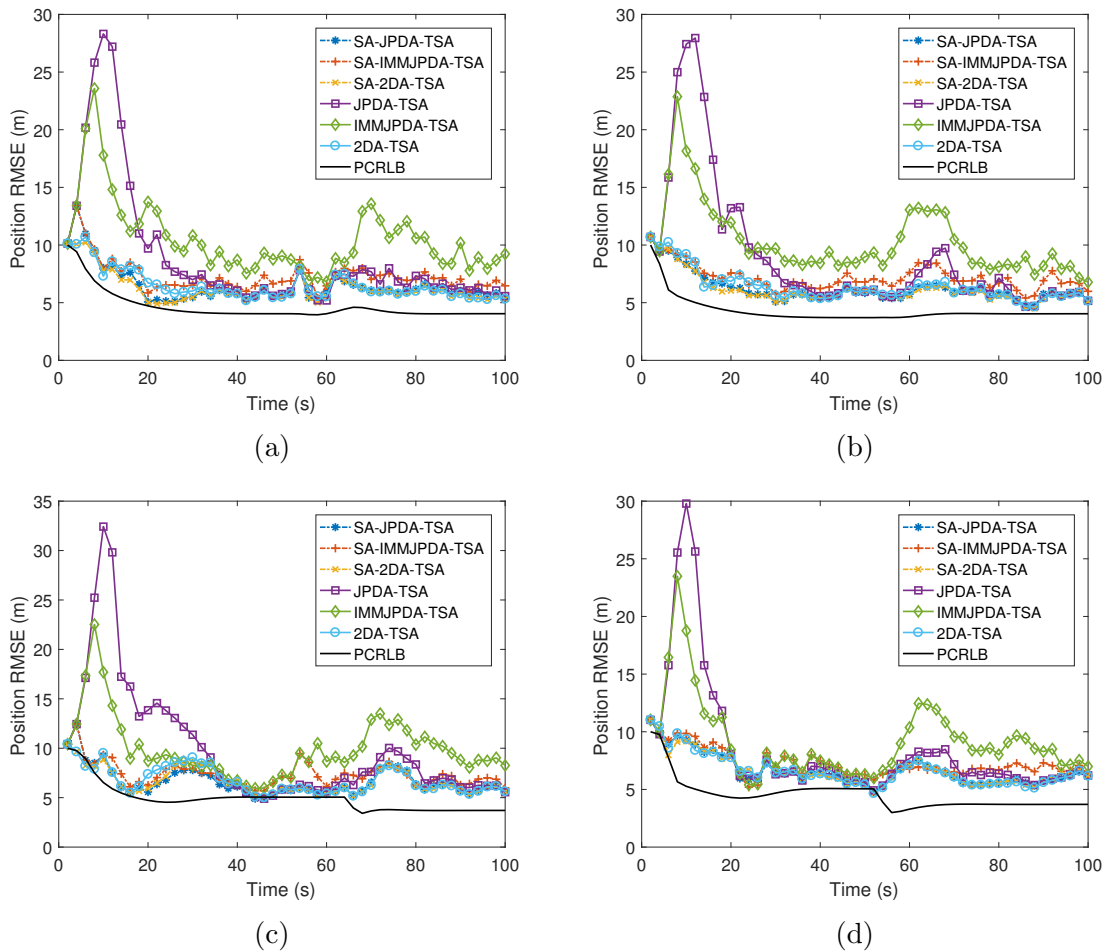 30
25
20
15
10
5
0
Position RMSE (m)
SA-JPDA-TSA
SA-IMMJPDA-TSA
SA-2DA-TSA
JPDA-TSA
IMMJPDA-TSA
2DA-TSA
PCRLB
0 20 40 60 80 100
Time (s)
(a)
30
25
20
15
10
5
0
Position RMSE (m)
SA-JPDA-TSA
SA-IMMJPDA-TSA
SA-2DA-TSA
JPDA-TSA
IMMJPDA-TSA
2DA-TSA
PCRLB
0 20 40 60 80 100
Time (s)
(b)
35
30
25
20
15
10
5
0
Position RMSE (m)
SA-JPDA-TSA
SA-IMMJPDA-TSA
SA-2DA-TSA
JPDA-TSA
IMMJPDA-TSA
2DA-TSA
PCRLB
0 20 40 60 80 100
Time (s)
(c)
30
25
20
15
10
5
0
Position RMSE (m)
SA-JPDA-TSA
SA-IMMJPDA-TSA
SA-2DA-TSA
JPDA-TSA
IMMJPDA-TSA
2DA-TSA
PCRLB
0 20 40 60 80 100
Time (s)
(d)